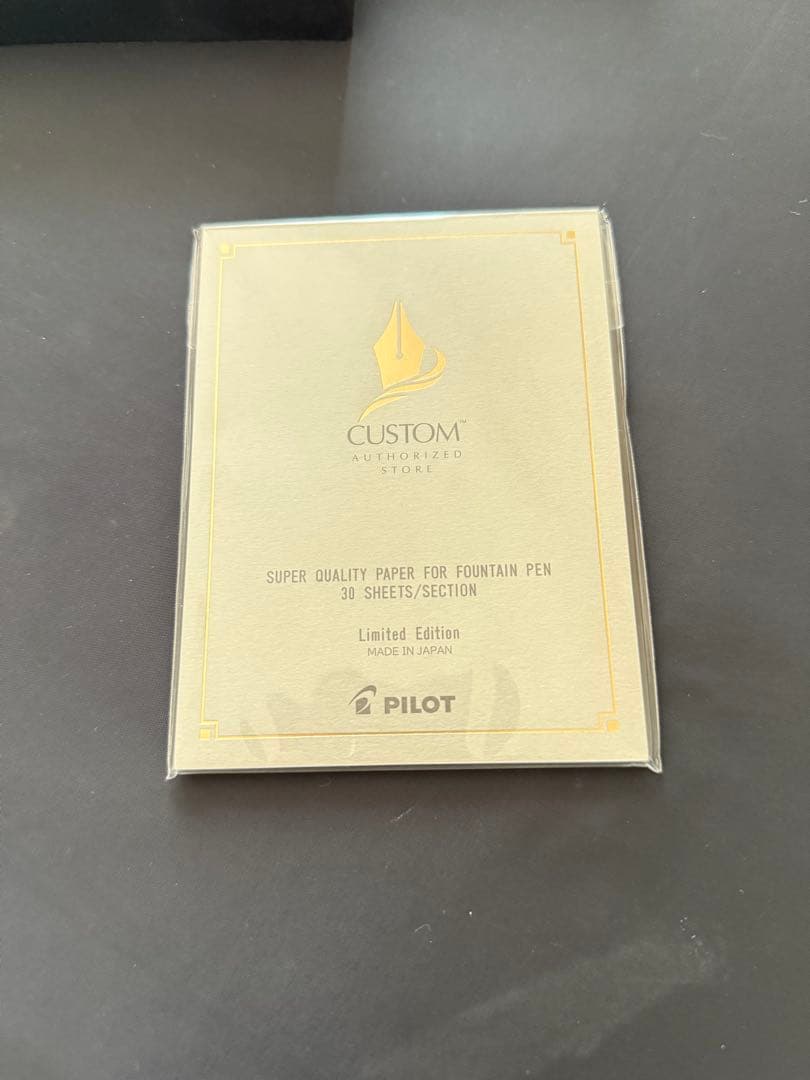 CUSTOM™
AUTHORIZED
STORE
SUPER QUALITY PAPER FOR FOUNTAIN PEN
30 SHEETS/SECTION
Limited Edition
MADE IN JAPAN
PILOT